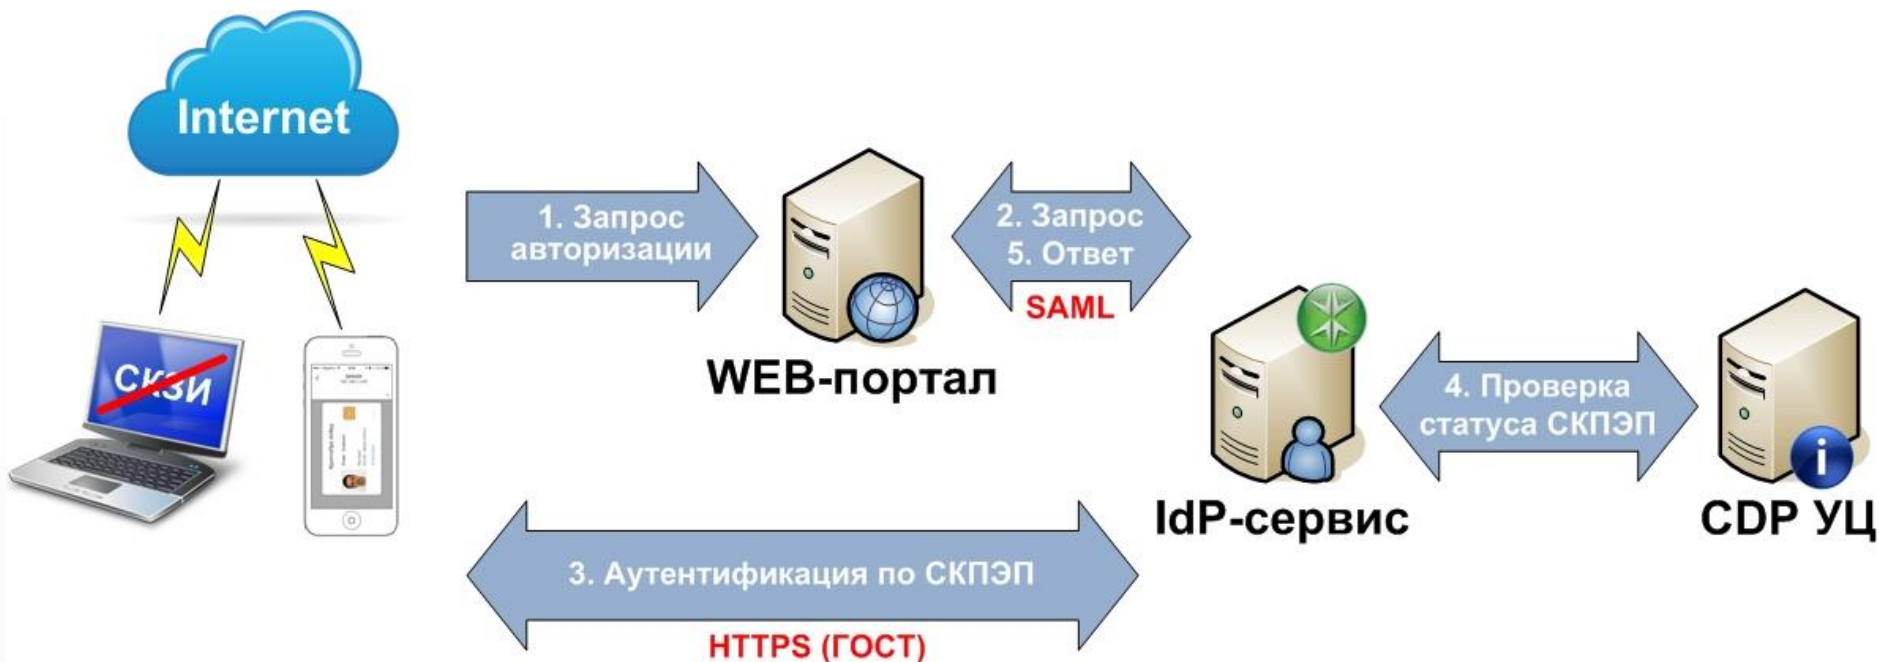 Internet
СКЗИ
1. Запрос
авторизации
WEB-портал
2. Запрос
5. Ответ
SAML
IdP-сервис
4. Проверка
статуса СКПЭП
CDP УЦ
3. Аутентификация по СКПЭП
HTTPS (ГОСТ)